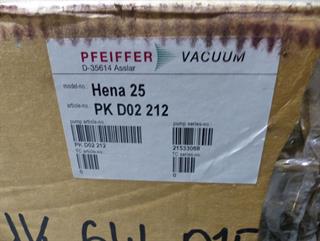 PFEIFFER VACUUM
D-35614 Asslar
model-no.: Hena 25
article-no.: PK D02 212
pump article-no.: pump series-no.:
PK D02 212 21533068
TC article-no.: TC series-no.:
0 0